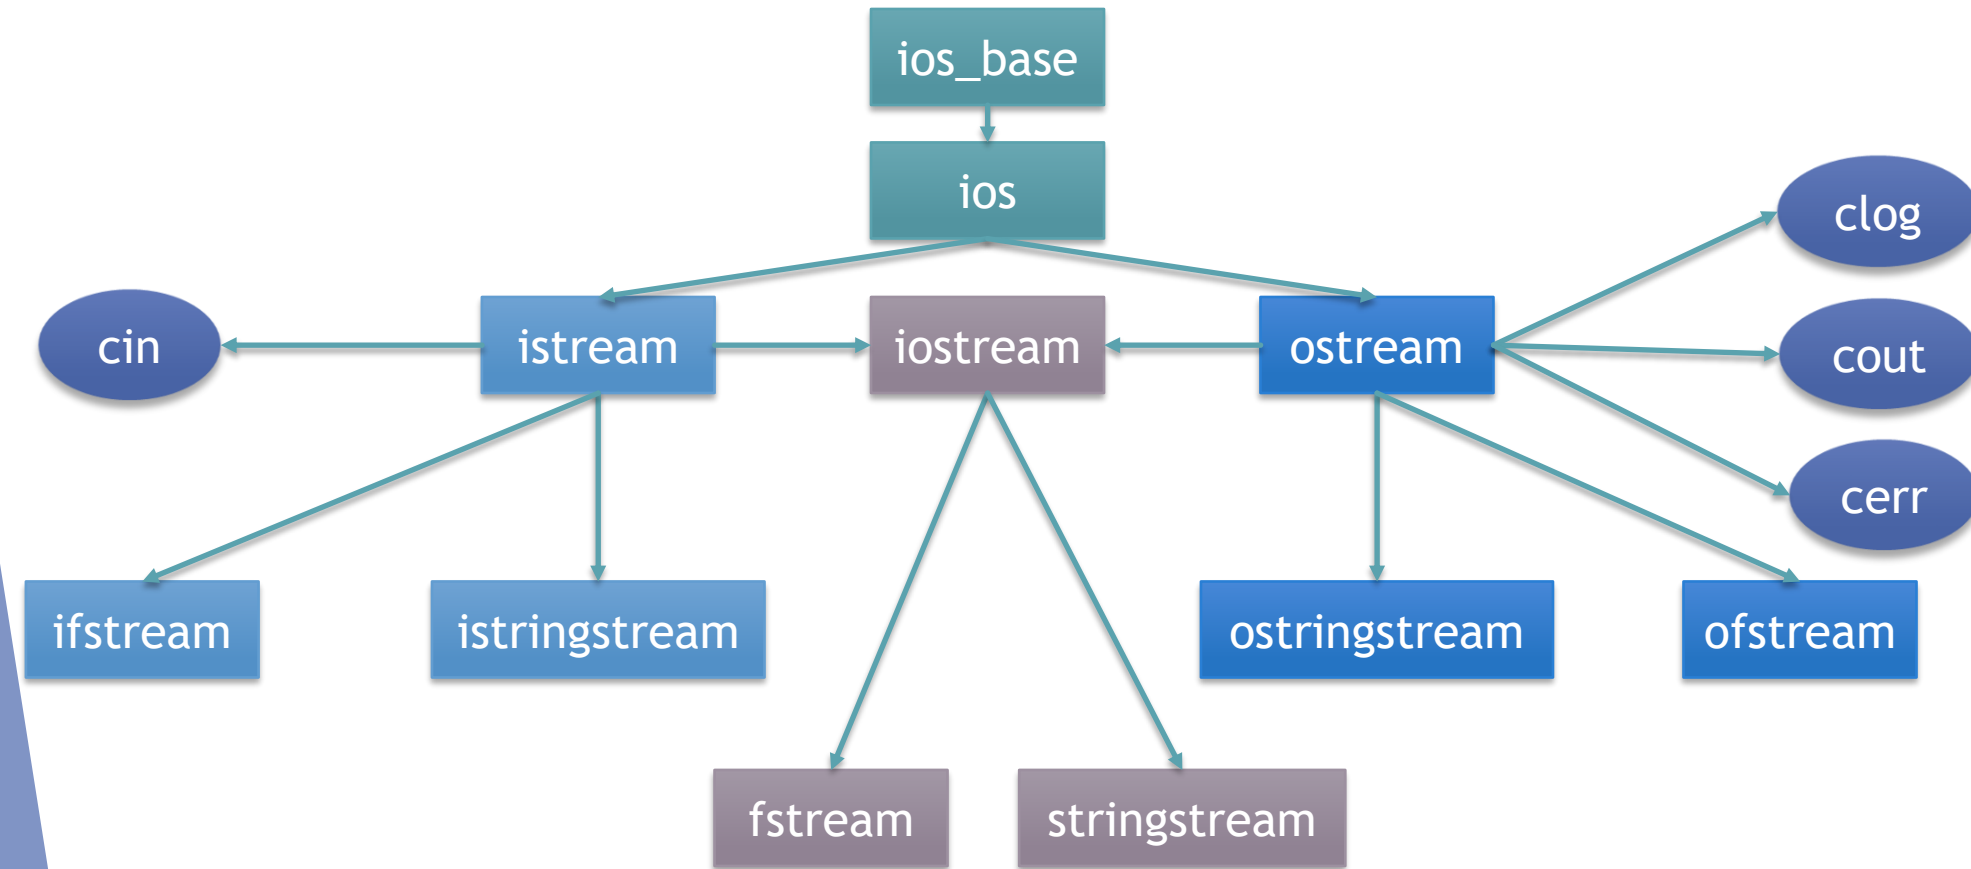 ios_base
ios
clog
cin
istream
iostream
ostream
cout
cerr
ifstream
istringstream
ostringstream
ofstream
fstream
stringstream